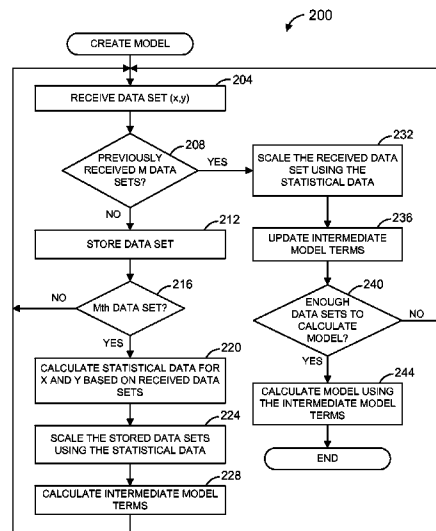 200
CREATE MODEL
204
RECEIVE DATA SET (x,y)
208
PREVIOUSLY
RECEIVED M DATA
SETS?
YES
NO
212
STORE DATA SET
216
Mth DATA SET?
NO
YES
220
CALCULATE STATISTICAL DATA FOR
X AND Y BASED ON RECEIVED DATA
SETS
224
SCALE THE STORED DATA SETS
USING THE STATISTICAL DATA
228
CALCULATE INTERMEDIATE MODEL
TERMS
232
SCALE THE RECEIVED DATA
SET USING THE
STATISTICAL DATA
236
UPDATE INTERMEDIATE
MODEL TERMS
240
ENOUGH
DATA SETS TO
CALCULATE MODEL?
NO
YES
244
CALCULATE MODEL USING
THE INTERMEDIATE MODEL
TERMS
END